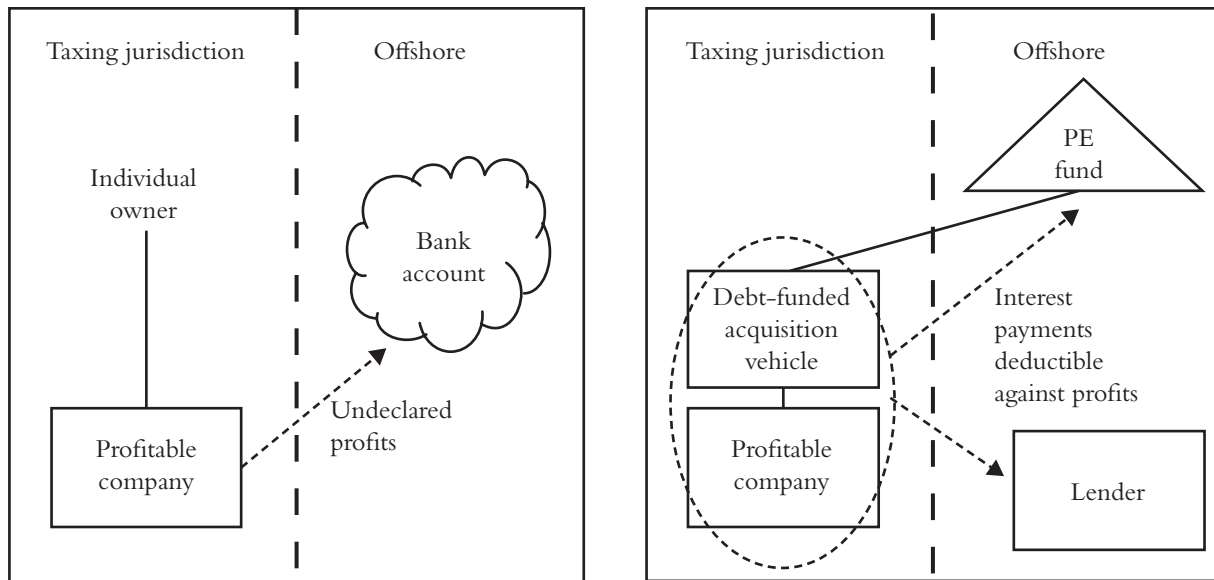 Taxing jurisdiction
Offshore
Individual
owner
Bank
account
Undeclared
profits
Profitable
company
Taxing jurisdiction
Offshore
PE
fund
Debt-funded
acquisition
vehicle
Interest
payments
deductible
against profits
Profitable
company
Lender